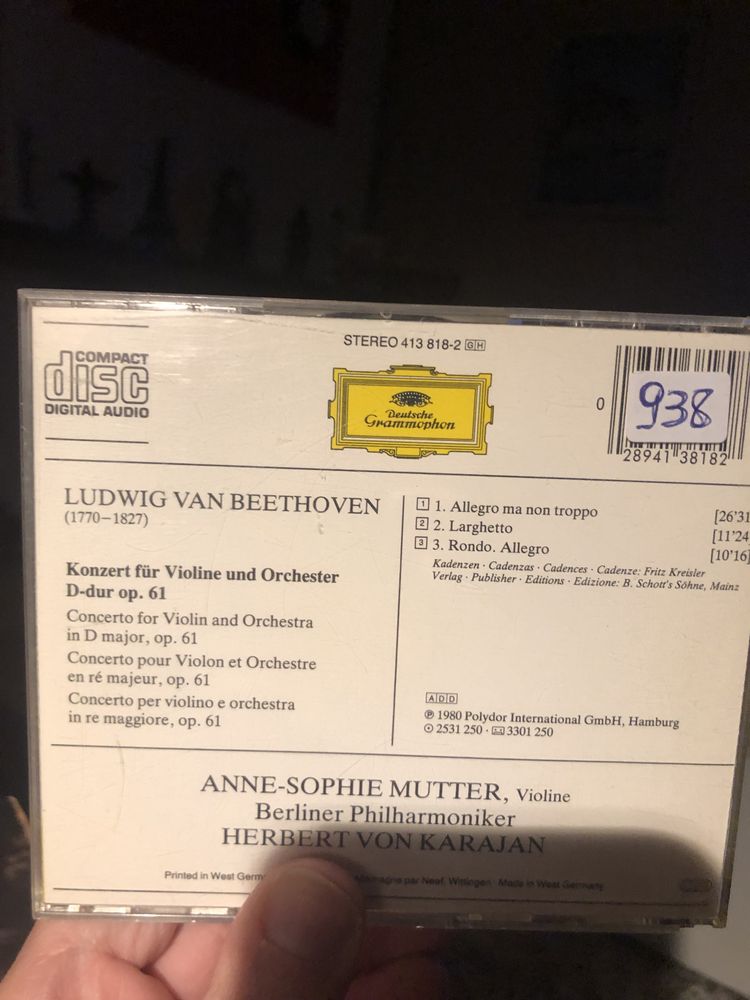 STEREO 413 818-2 GH
COMPACT
disc
DIGITAL AUDIO
Deutsche
Grammophon
938
0 28941 38182
LUDWIG VAN BEETHOVEN
(1770–1827)
Konzert für Violine und Orchester
D-dur op. 61
Concerto for Violin and Orchestra
in D major, op. 61
Concerto pour Violon et Orchestre
en ré majeur, op. 61
Concerto per violino e orchestra
in re maggiore, op. 61
1 1. Allegro ma non troppo [26'31
2 2. Larghetto [11'24
3 3. Rondo. Allegro [10'16]
Kadenzen · Cadenzas · Cadences · Cadenze: Fritz Kreisler
Verlag · Publisher · Editions · Edizione: B. Schott's Söhne, Mainz
ADD
℗ 1980 Polydor International GmbH, Hamburg
2531 250 · 3301 250
ANNE-SOPHIE MUTTER, Violine
Berliner Philharmoniker
HERBERT VON KARAJAN
Printed in West Germ par Neef, Wittingen · Made in West Germany